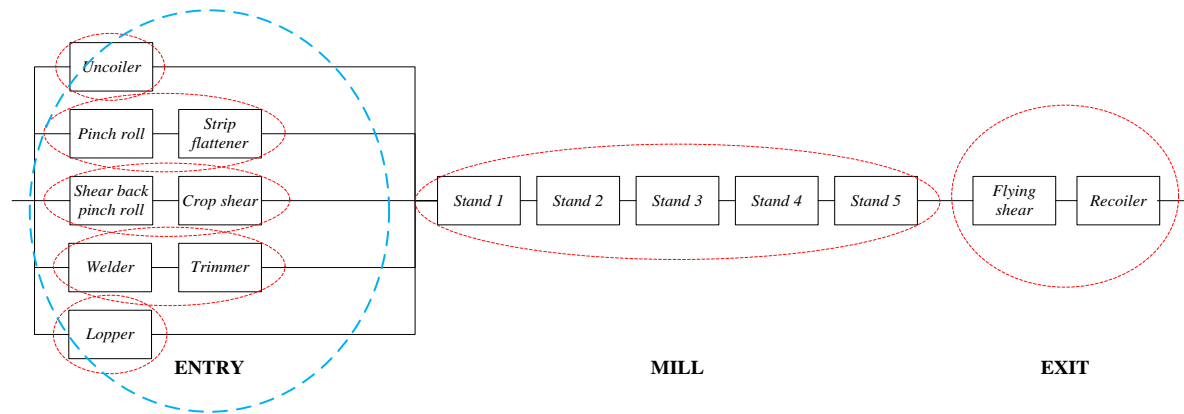 Uncoiler
Pinch roll
Strip
flattener
Shear back
pinch roll
Crop shear
Welder
Trimmer
Lopper
ENTRY
Stand 1
Stand 2
Stand 3
Stand 4
Stand 5
MILL
Flying
shear
Recoiler
EXIT